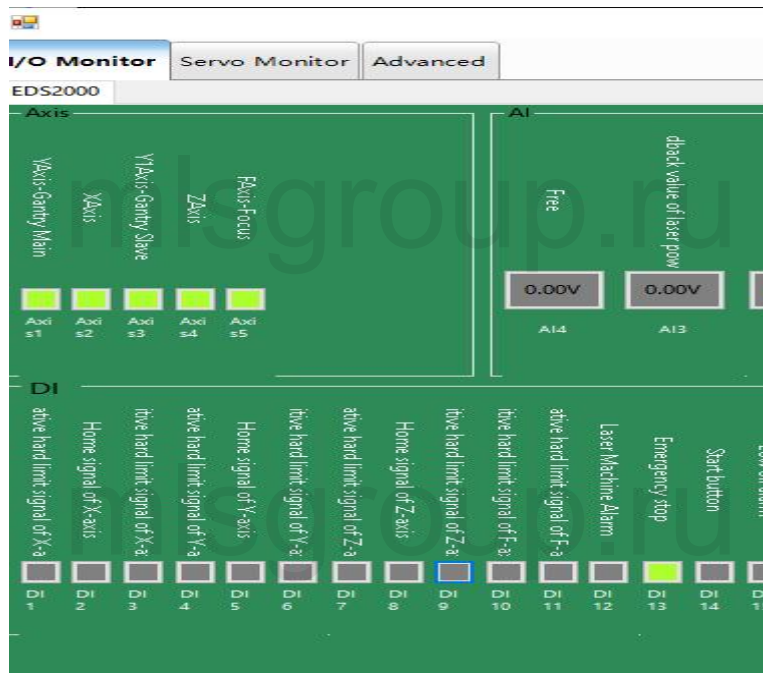 I/O Monitor
Servo Monitor
Advanced
EDS2000
Axis
AI
YAxis-Gantry Main
XAxis
Y1Axis-Gantry Slave
ZAxis
FAxis-Focus
Free
dback value of laser pow
0.00V
0.00V
Axi
s1
Axi
s2
Axi
s3
Axi
s4
Axi
s5
AI4
AI3
mlsgroup.ru
DI
ative hard limit signal of X-a
Home signal of X-axis
itive hard limit signal of X-a
ative hard limit signal of Y-a
Home signal of Y-axis
itive hard limit signal of Y-a
ative hard limit signal of Z-a
Home signal of Z-axis
itive hard limit signal of Z-a
itive hard limit signal of F-a
ative hard limit signal of F-a
Laser Machine Alarm
Emergency stop
Start button
mlsgroup.ru
DI
1
DI
2
DI
3
DI
4
DI
5
DI
6
DI
7
DI
8
DI
9
DI
10
DI
11
DI
12
DI
13
DI
14